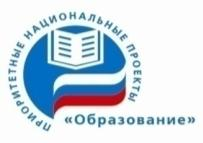 ПРИОРИТЕТНЫЕ НАЦИОНАЛЬНЫЕ ПРОЕКТЫ
«Образование»